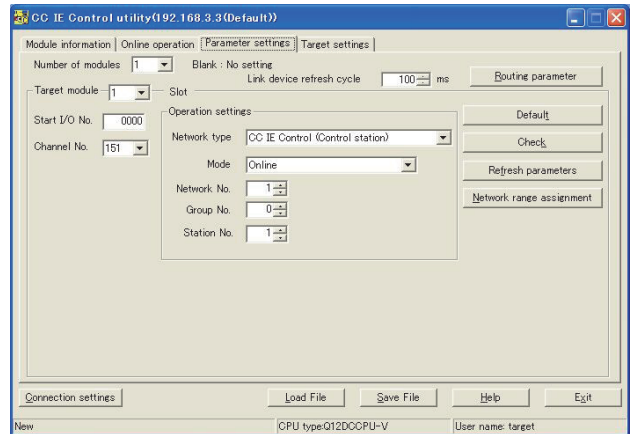 CC IE Control utility(192.168.3.3(Default))
Module information Online operation Parameter settings Target settings
Number of modules 1 Blank : No setting
Link device refresh cycle 100 ms Routing parameter
Target module 1 Slot
Start I/O No. 0000 Operation settings Default
Channel No. 151 Network type CC IE Control (Control station) Check
Mode Online Refresh parameters
Network No. 1 Network range assignment
Group No. 0
Station No. 1
Connection settings Load File Save File Help Exit
New CPU type:Q12DCCPU-V User name: target